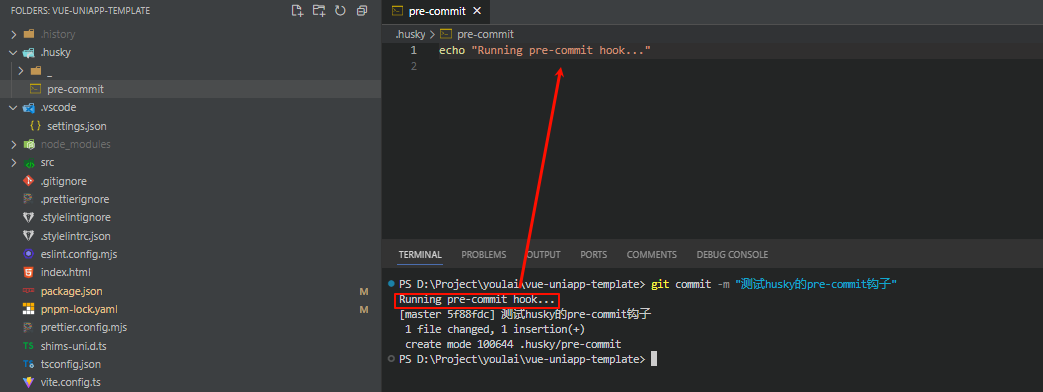 FOLDERS: VUE-UNIAPP-TEMPLATE
.history
.husky
_
pre-commit
.vscode
settings.json
node_modules
src
.gitignore
.prettierignore
.stylelintignore
.stylelintrc.json
eslint.config.mjs
index.html
package.json M
pnpm-lock.yaml M
prettier.config.mjs
TS shims-uni.d.ts
tsconfig.json
vite.config.ts
pre-commit
.husky > pre-commit
1 echo "Running pre-commit hook..."
2
TERMINAL PROBLEMS OUTPUT PORTS COMMENTS DEBUG CONSOLE
PS D:\Project\youlai\vue-uniapp-template> git commit -m "测试husky的pre-commit钩子"
Running pre-commit hook...
[master 5f88fdc] 测试husky的pre-commit钩子
1 file changed, 1 insertion(+)
create mode 100644 .husky/pre-commit
PS D:\Project\youlai\vue-uniapp-template>